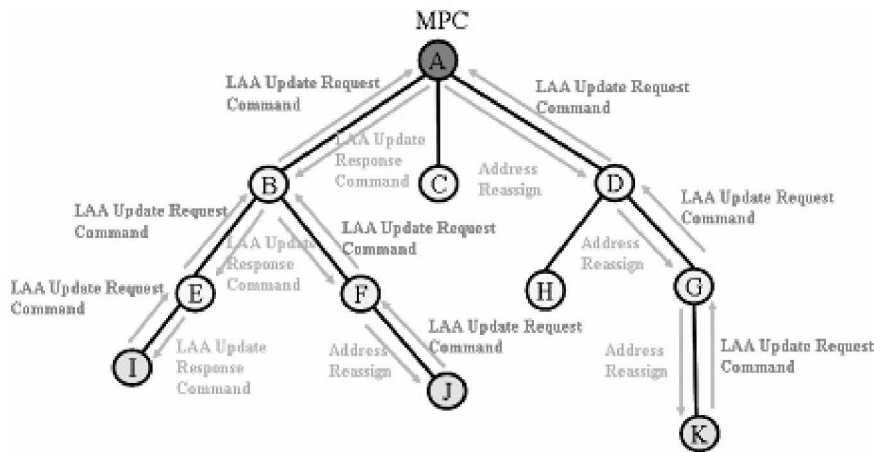 MPC
A
LAA Update Request
Command
LAA Update Request
Command
LAA Update
Response
Command
Address
Reassign
B
C
D
LAA Update Request
Command
LAA Update
Response
Command
LAA Update Request
Command
Address
Reassign
LAA Update Request
Command
E
F
H
G
LAA Update Request
Command
LAA Update
Response
Command
Address
Reassign
LAA Update Request
Command
Address
Reassign
LAA Update Request
Command
I
J
K